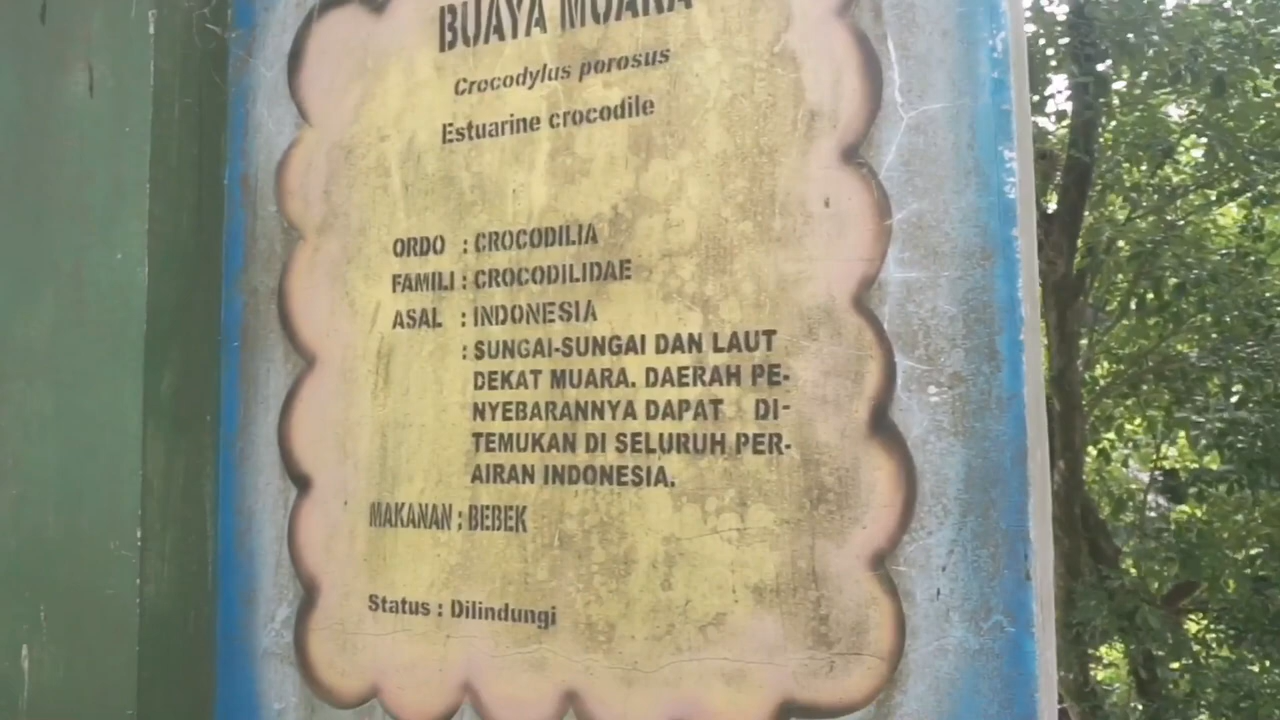 BUAYA MUARA
Crocodylus porosus
Estuarine crocodile
ORDO : CROCODILIA
FAMILI : CROCODILIDAE
ASAL : INDONESIA
: SUNGAI-SUNGAI DAN LAUT
DEKAT MUARA. DAERAH PE-
NYEBARANNYA DAPAT DI-
TEMUKAN DI SELURUH PER-
AIRAN INDONESIA.
MAKANAN : BEBEK
Status : Dilindungi